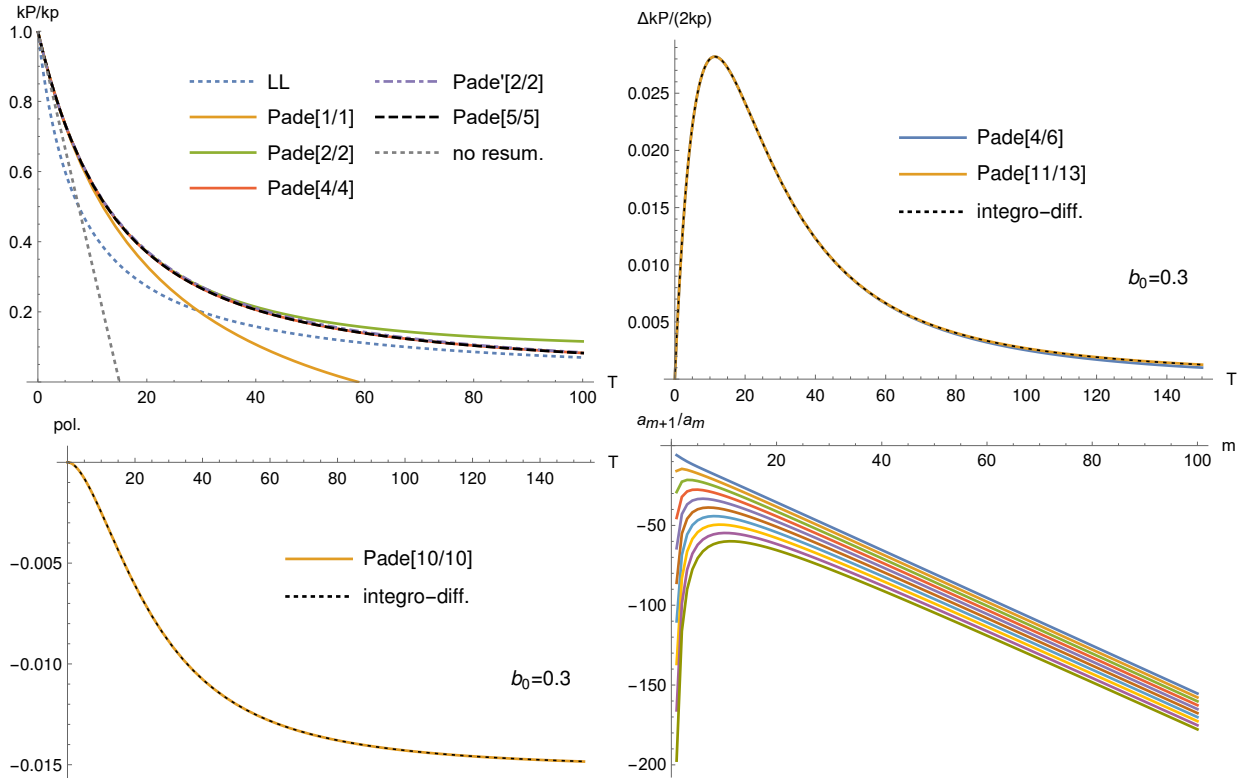 kP/kp
1.0
0.8
0.6
0.4
0.2
0 20 40 60 80 100 T
LL
Pade[1/1]
Pade[2/2]
Pade[4/4]
Pade'[2/2]
Pade[5/5]
no resum.
ΔkP/(2kp)
0.025
0.020
0.015
0.010
0.005
0 20 40 60 80 100 120 140 T
Pade[4/6]
Pade[11/13]
integro-diff.
b₀=0.3
pol.
20 40 60 80 100 120 140 T
-0.005
-0.010
-0.015
Pade[10/10]
integro-diff.
b₀=0.3
aₘ₊₁/aₘ
20 40 60 80 100 m
-50
-100
-150
-200